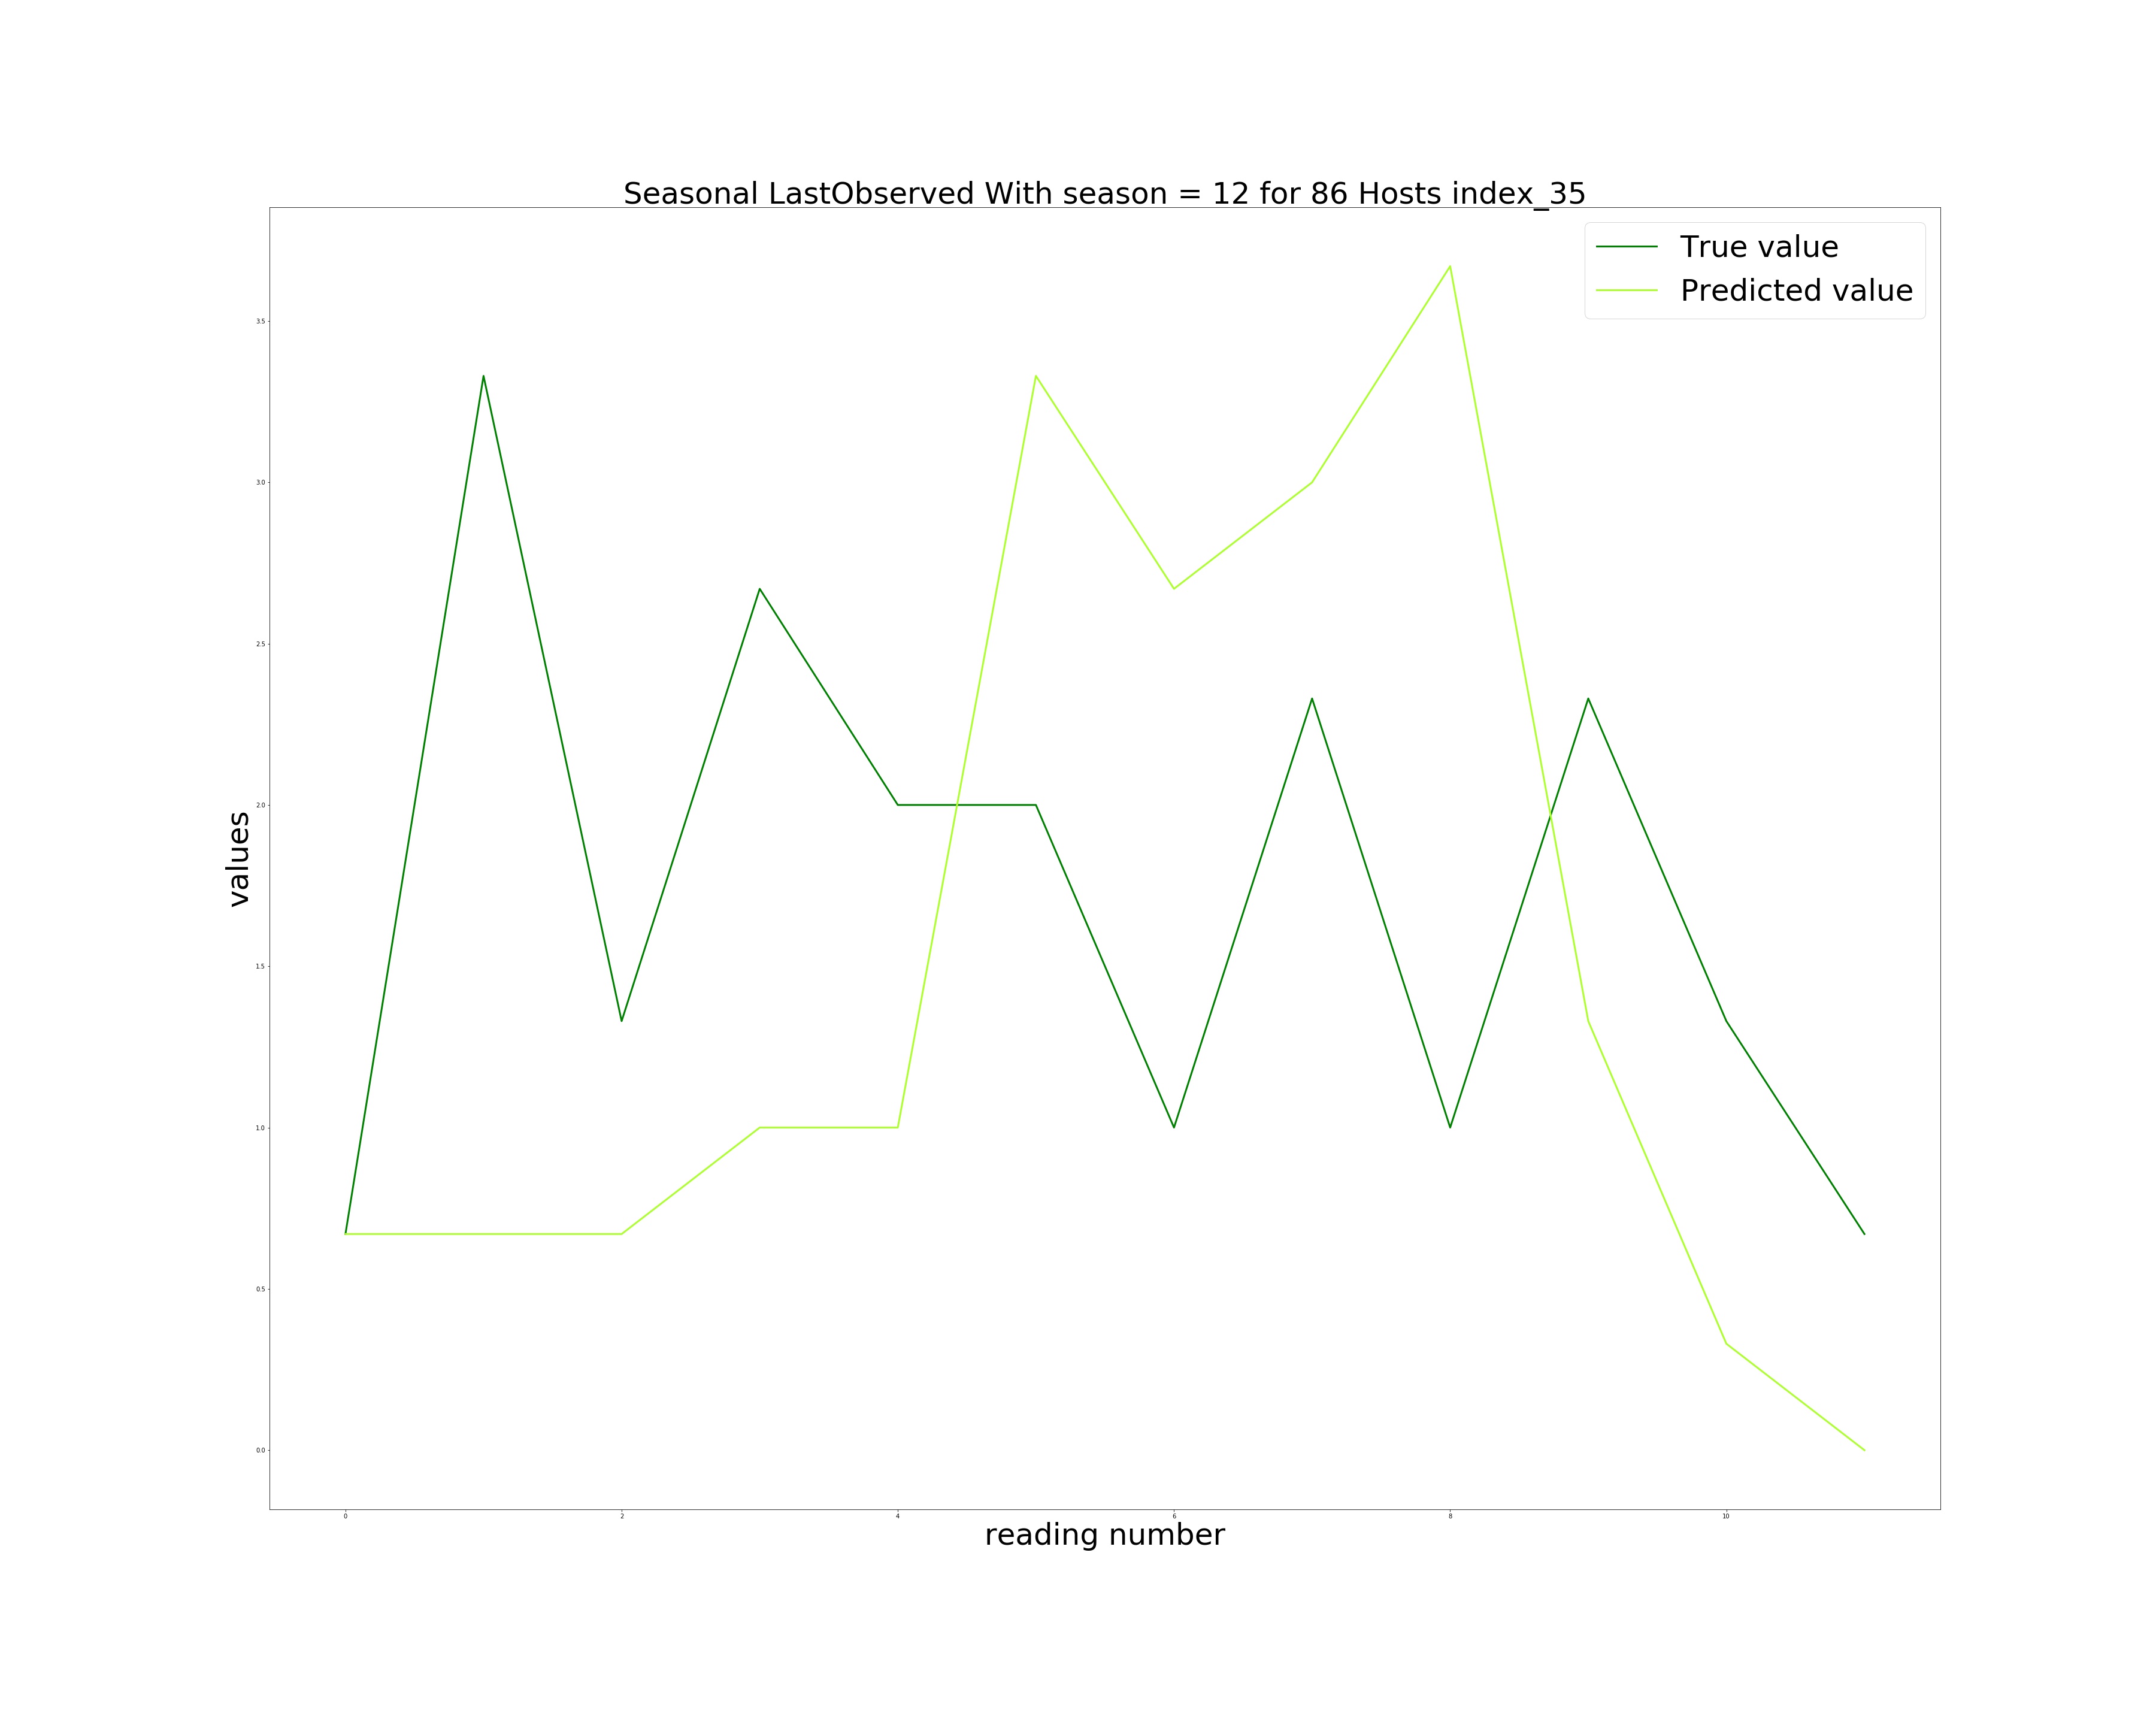 Seasonal LastObserved With season = 12 for 86 Hosts index_35
True value
Predicted value
3.5
3.0
2.5
2.0
1.5
1.0
0.5
0.0
values
0 2 4 6 8 10
reading number